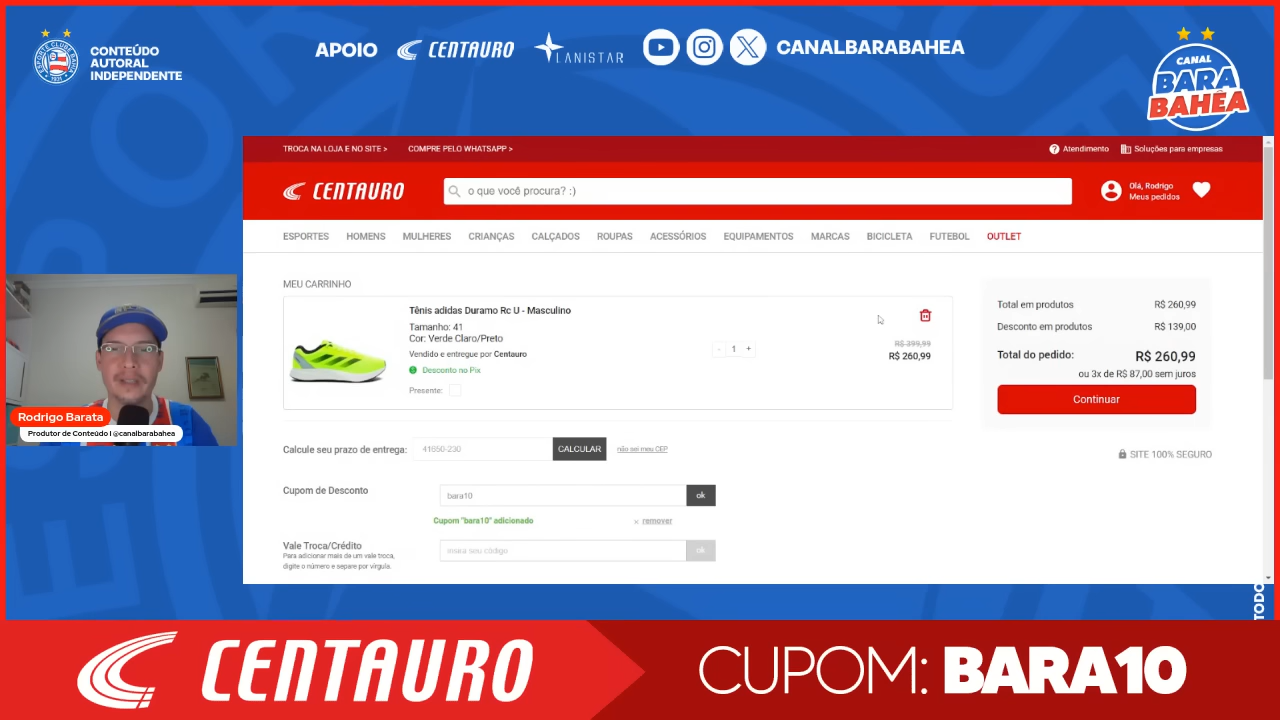 CONTEÚDO
AUTORAL
INDEPENDENTE
APOIO
CENTAURO
LANISTAR
CANALBARABAHEA
CANAL
BARA
BAHÊA
TROCA NA LOJA E NO SITE >
COMPRE PELO WHATSAPP >
Atendimento
Soluções para empresas
CENTAURO
o que você procura? :)
Olá, Rodrigo
Meus pedidos
ESPORTES HOMENS MULHERES CRIANÇAS CALÇADOS ROUPAS ACESSÓRIOS EQUIPAMENTOS MARCAS BICICLETA FUTEBOL OUTLET
MEU CARRINHO
Tênis adidas Duramo Rc U - Masculino
Tamanho: 41
Cor: Verde Claro/Preto
Vendido e entregue por Centauro
Desconto no Pix
Presente:
- 1 +
R$ 399,99
R$ 260,99
Total em produtos R$ 260,99
Desconto em produtos R$ 139,00
Total do pedido: R$ 260,99
ou 3x de R$ 87,00 sem juros
Continuar
SITE 100% SEGURO
Calcule seu prazo de entrega: 41650-230 CALCULAR não sei meu CEP
Cupom de Desconto bara10 ok
Cupom "bara10" adicionado × remover
Vale Troca/Crédito
Para adicionar mais de um vale troca,
digite o número e separe por vírgula.
insira seu código ok
Rodrigo Barata
Produtor de Conteúdo | @canalbarabahea
TODO
CENTAURO
CUPOM: BARA10